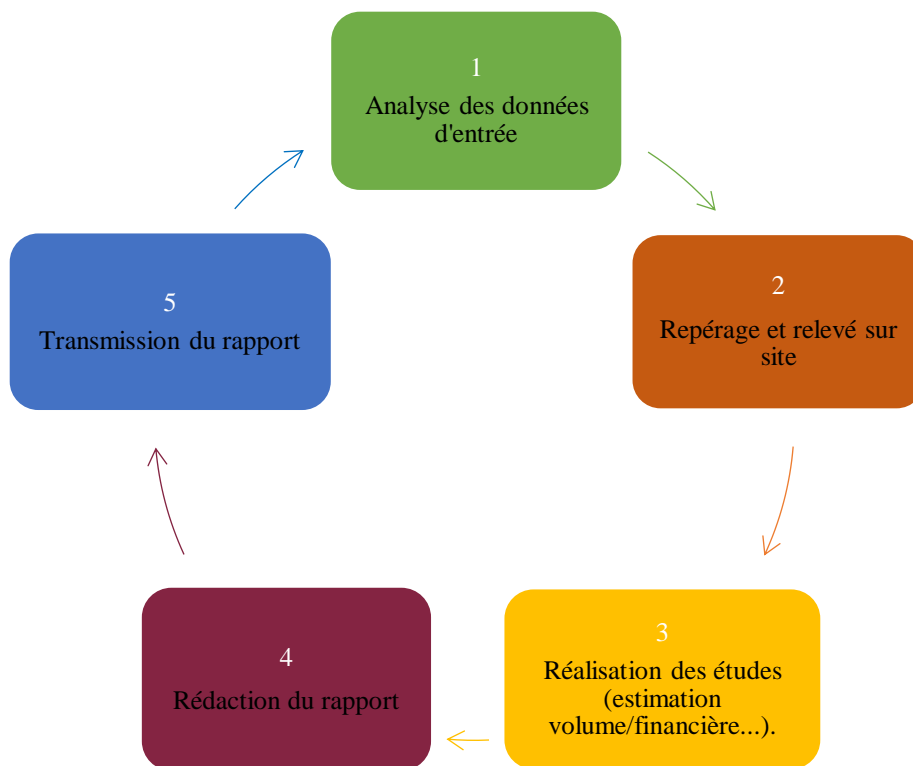 1
Analyse des données
d'entrée
2
Repérage et relevé sur
site
3
Réalisation des études
(estimation
volume/financière...).
4
Rédaction du rapport
5
Transmission du rapport